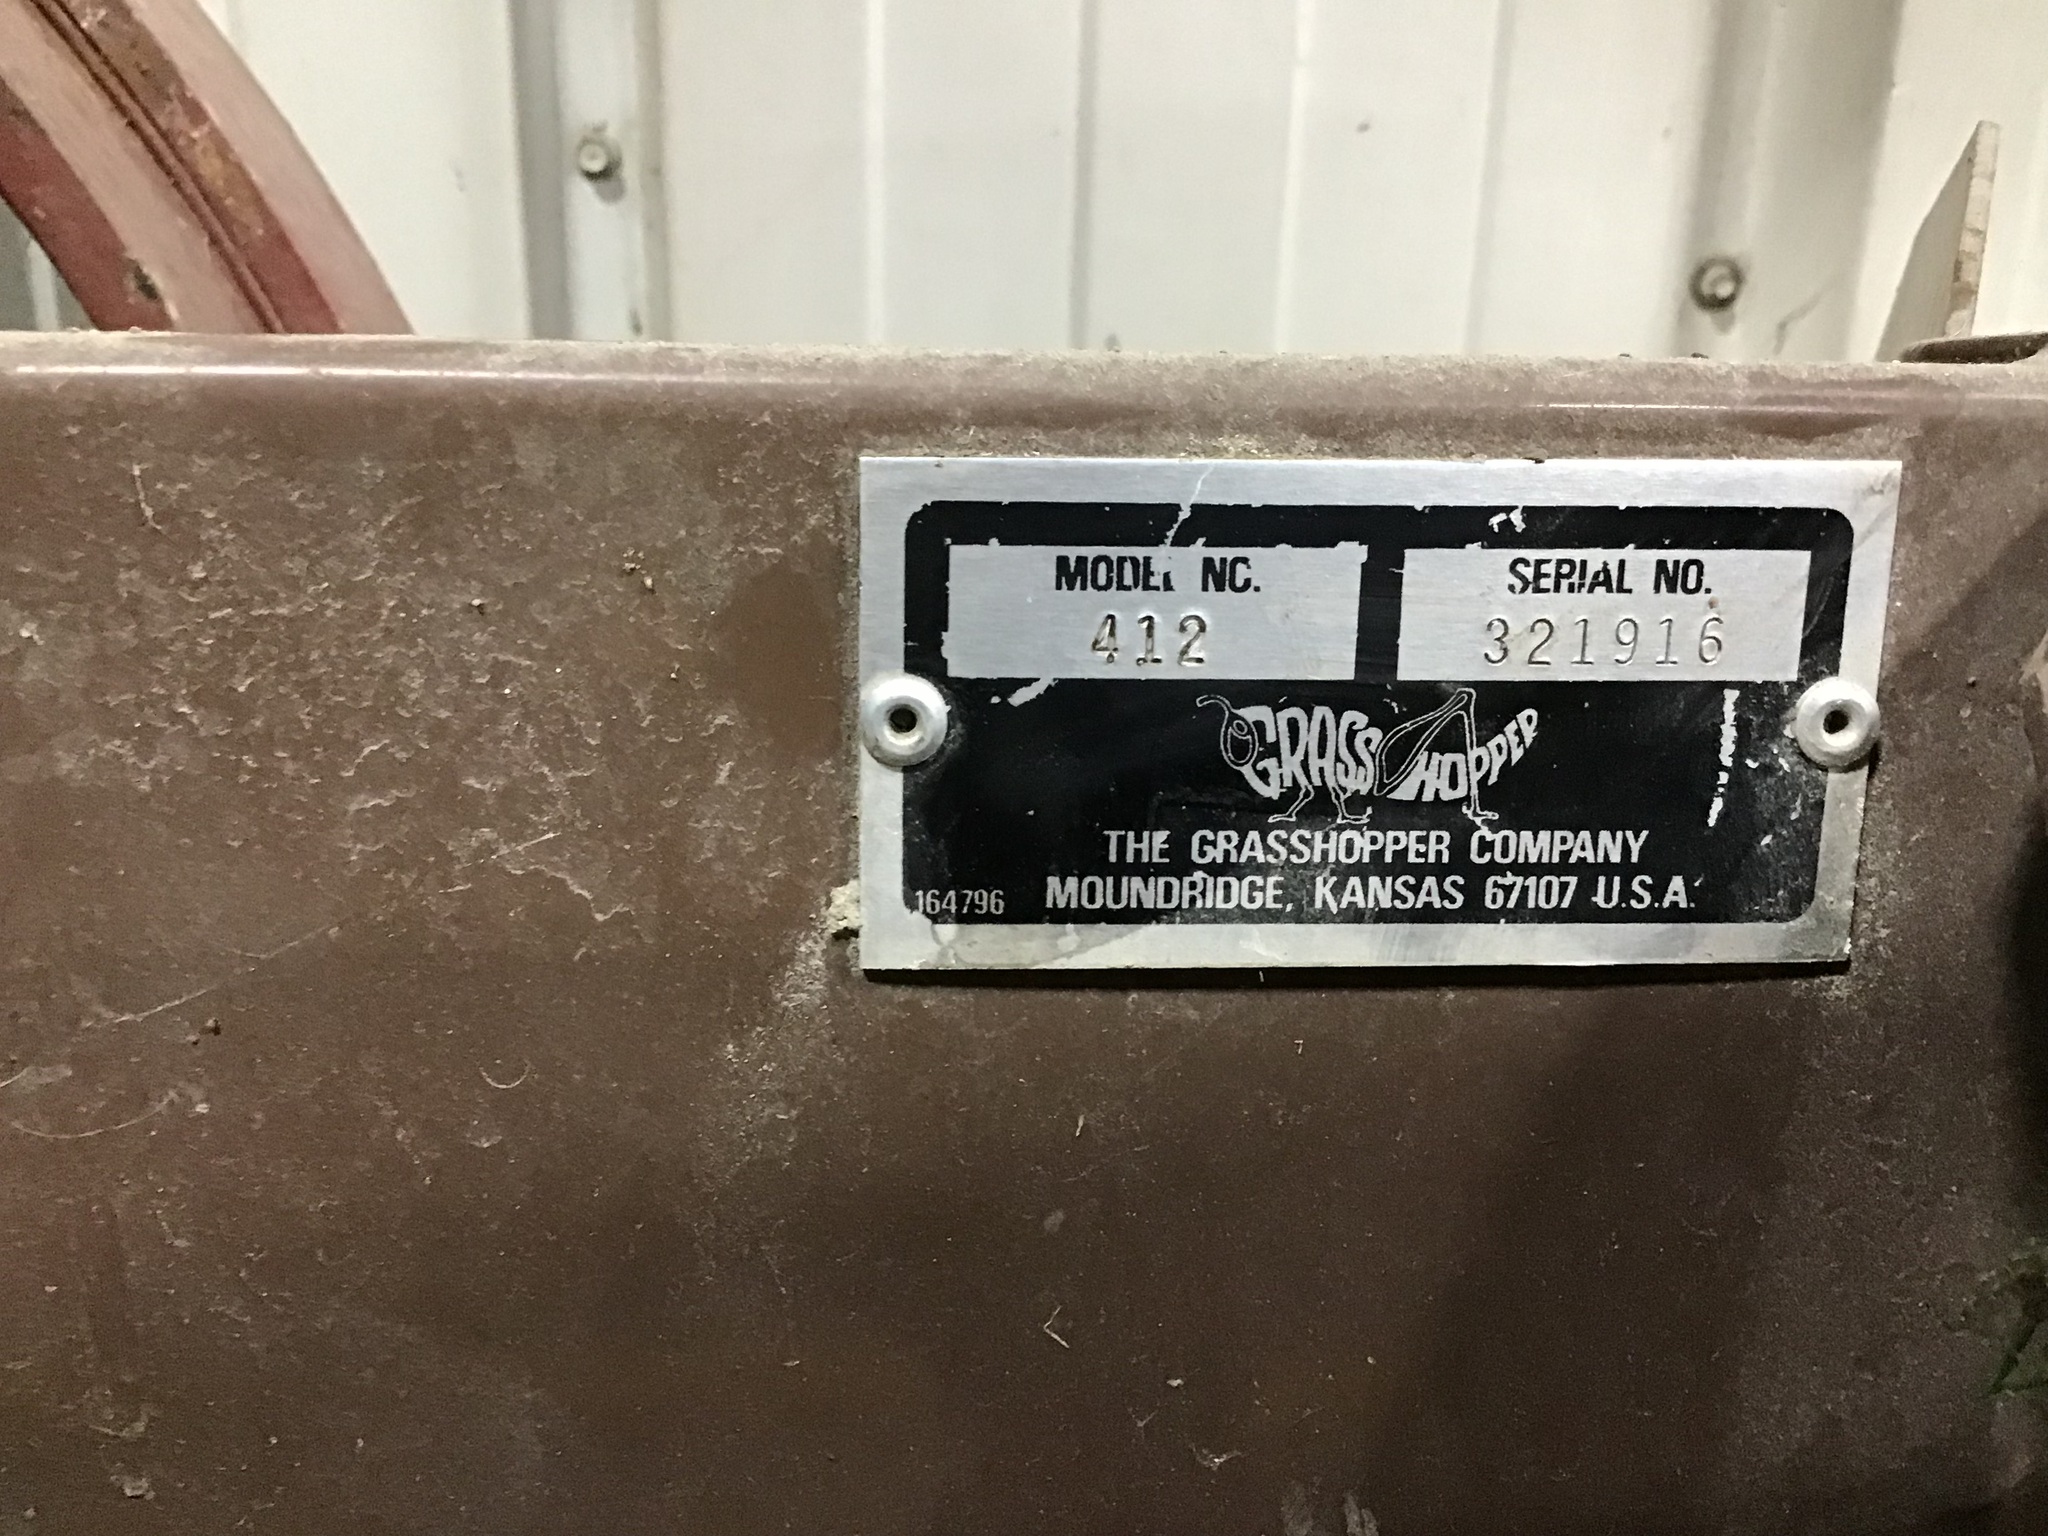 MODEL NO. SERIAL NO.
412 321916
GRASSHOPPER
THE GRASSHOPPER COMPANY
164796 MOUNDRIDGE, KANSAS 67107 U.S.A.